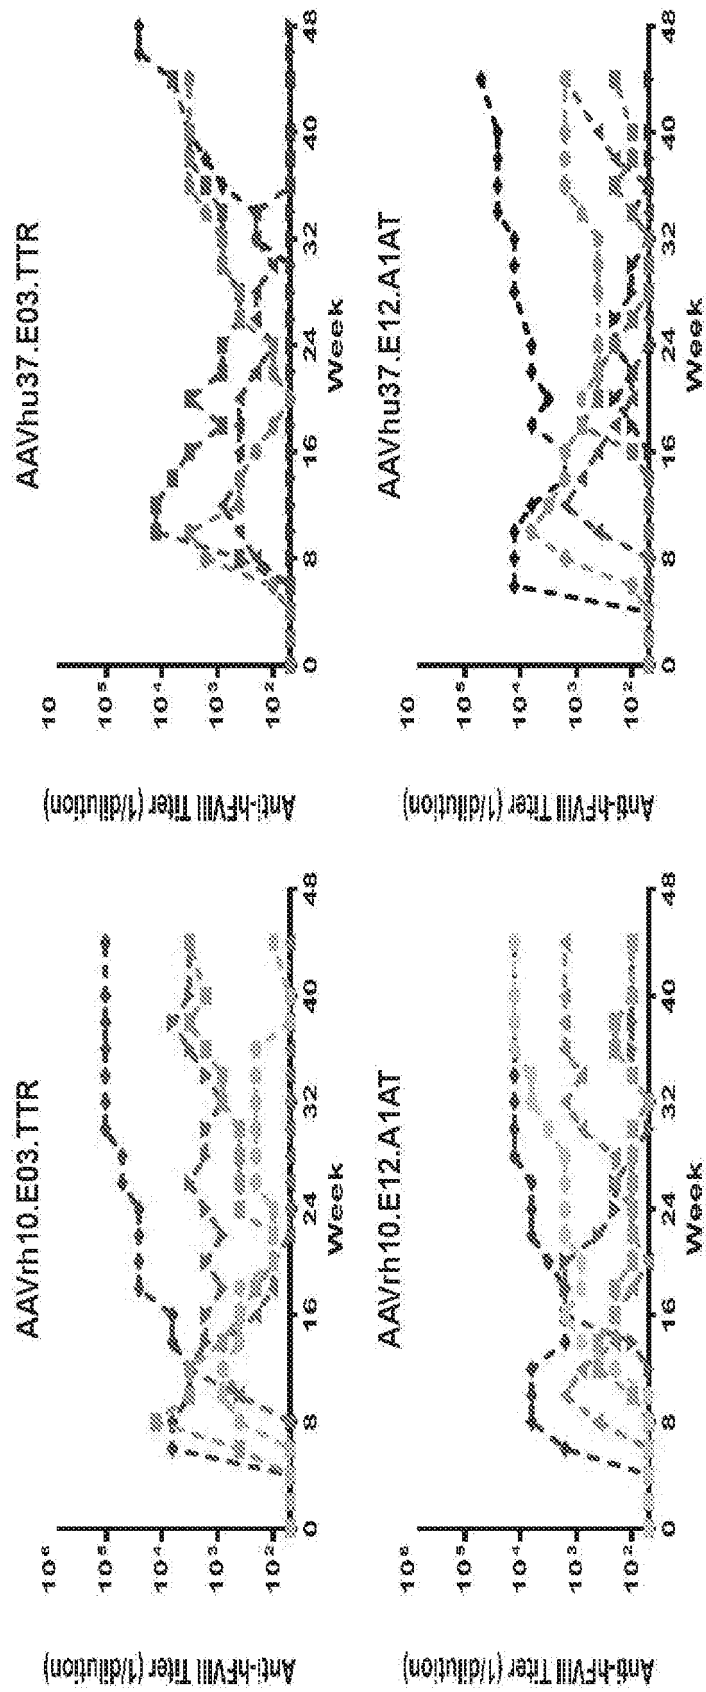 AAVrh10.E03.TTR
Anti-hFVIII Titer (1/dilution)
10⁶
10⁵
10⁴
10³
10²
0 8 16 24 32 40 48
Week
AAVhu37.E03.TTR
Anti-hFVIII Titer (1/dilution)
10
10⁵
10⁴
10³
10²
0 8 16 24 32 40 48
Week
AAVrh10.E12.A1AT
Anti-hFVIII Titer (1/dilution)
10⁶
10⁵
10⁴
10³
10²
0 8 16 24 32 40 48
Week
AAVhu37.E12.A1AT
Anti-hFVIII Titer (1/dilution)
10
10⁵
10⁴
10³
10²
0 8 16 24 32 40 48
Week